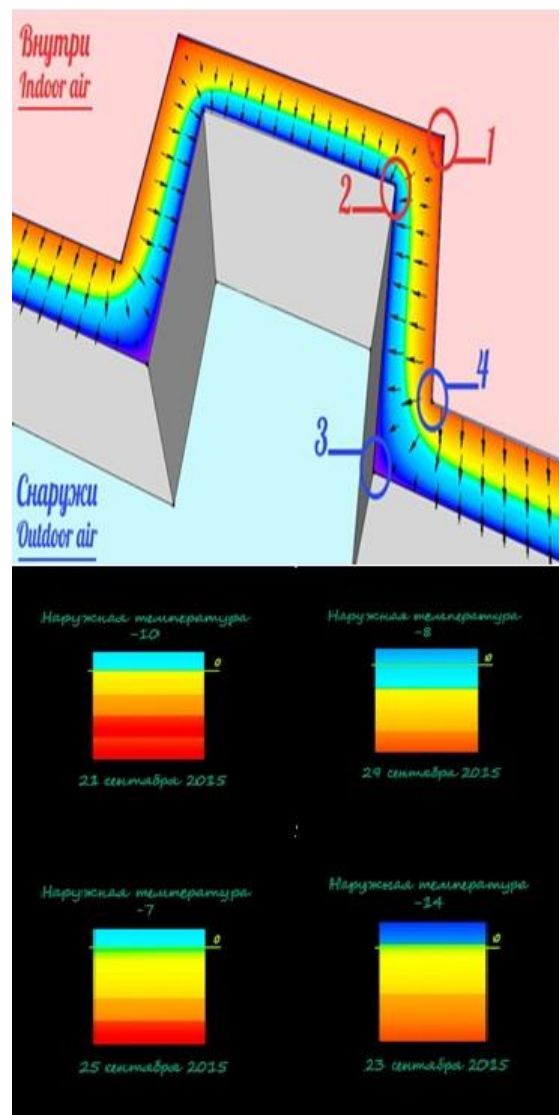 Внутри
Indoor air
1
2
4
3
Снаружи
Outdoor air
Наружная температура
-10
0
21 сентября 2015
Наружная температура
-8
0
29 сентября 2015
Наружная температура
-7
0
25 сентября 2015
Наружная температура
-14
0
23 сентября 2015